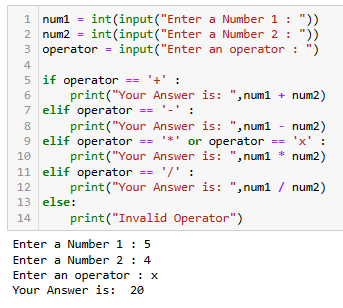 1 num1 = int(input("Enter a Number 1 : "))
2 num2 = int(input("Enter a Number 2 : "))
3 operator = input("Enter an operator : ")
4
5 if operator == '+' :
6     print("Your Answer is: ",num1 + num2)
7 elif operator == '-' :
8     print("Your Answer is: ",num1 - num2)
9 elif operator == '*' or operator == 'x' :
10     print("Your Answer is: ",num1 * num2)
11 elif operator == '/' :
12     print("Your Answer is: ",num1 / num2)
13 else:
14     print("Invalid Operator")
Enter a Number 1 : 5
Enter a Number 2 : 4
Enter an operator : x
Your Answer is:  20